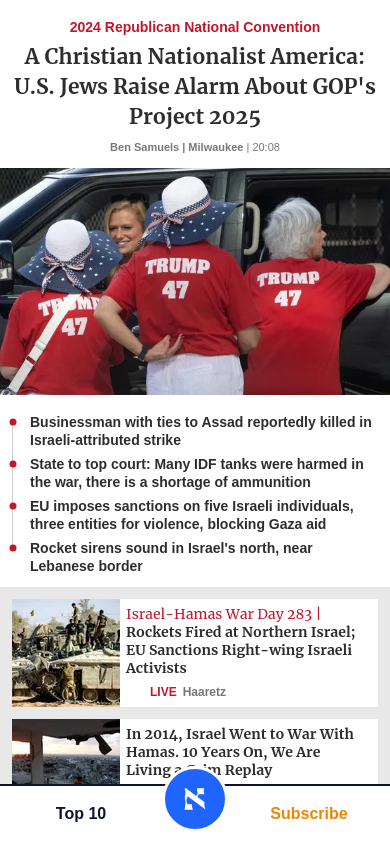 2024 Republican National Convention
A Christian Nationalist America:
U.S. Jews Raise Alarm About GOP's
Project 2025
Ben Samuels | Milwaukee | 20:08
TRUMP
47
TRUMP
47
TRUMP
47
Businessman with ties to Assad reportedly killed in
Israeli-attributed strike
State to top court: Many IDF tanks were harmed in
the war, there is a shortage of ammunition
EU imposes sanctions on five Israeli individuals,
three entities for violence, blocking Gaza aid
Rocket sirens sound in Israel's north, near
Lebanese border
Israel-Hamas War Day 283 |
Rockets Fired at Northern Israel;
EU Sanctions Right-wing Israeli
Activists
LIVE Haaretz
In 2014, Israel Went to War With
Hamas. 10 Years On, We Are
Living a Grim Replay
Top 10
Subscribe